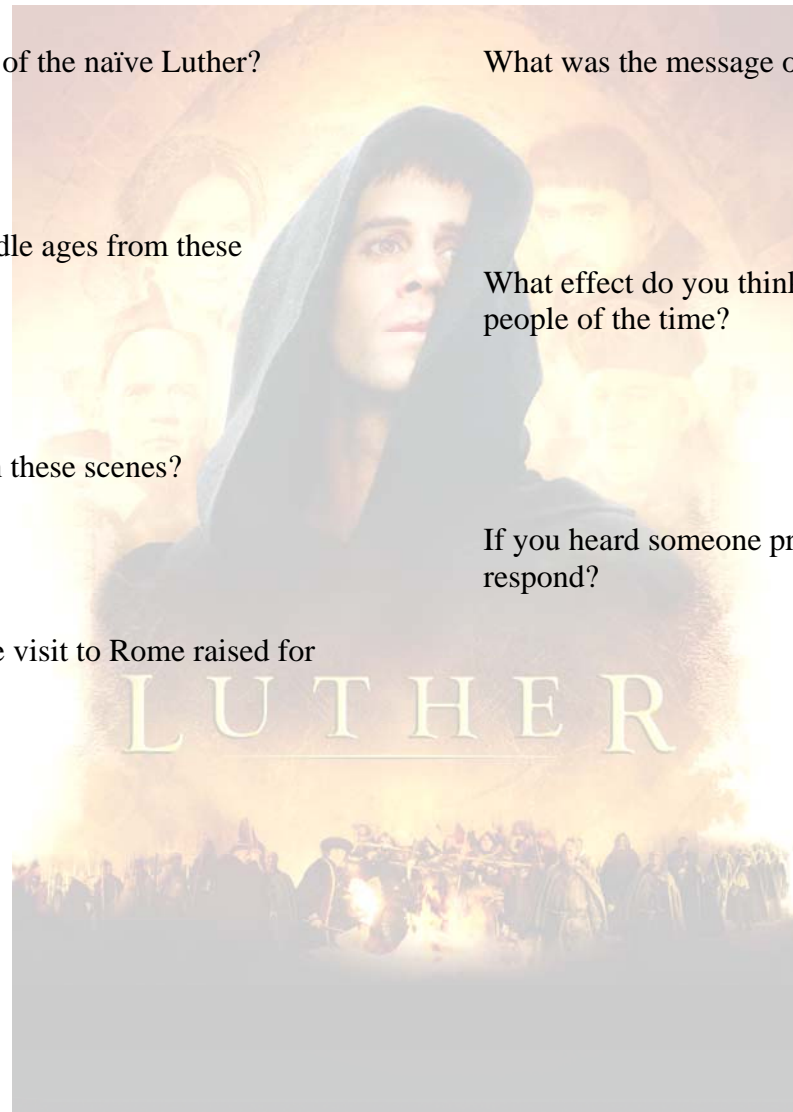 of the naïve Luther?
dle ages from these
these scenes?
visit to Rome raised for
What was the message
What effect do you think
people of the time?
If you heard someone
respond?
LUTHER